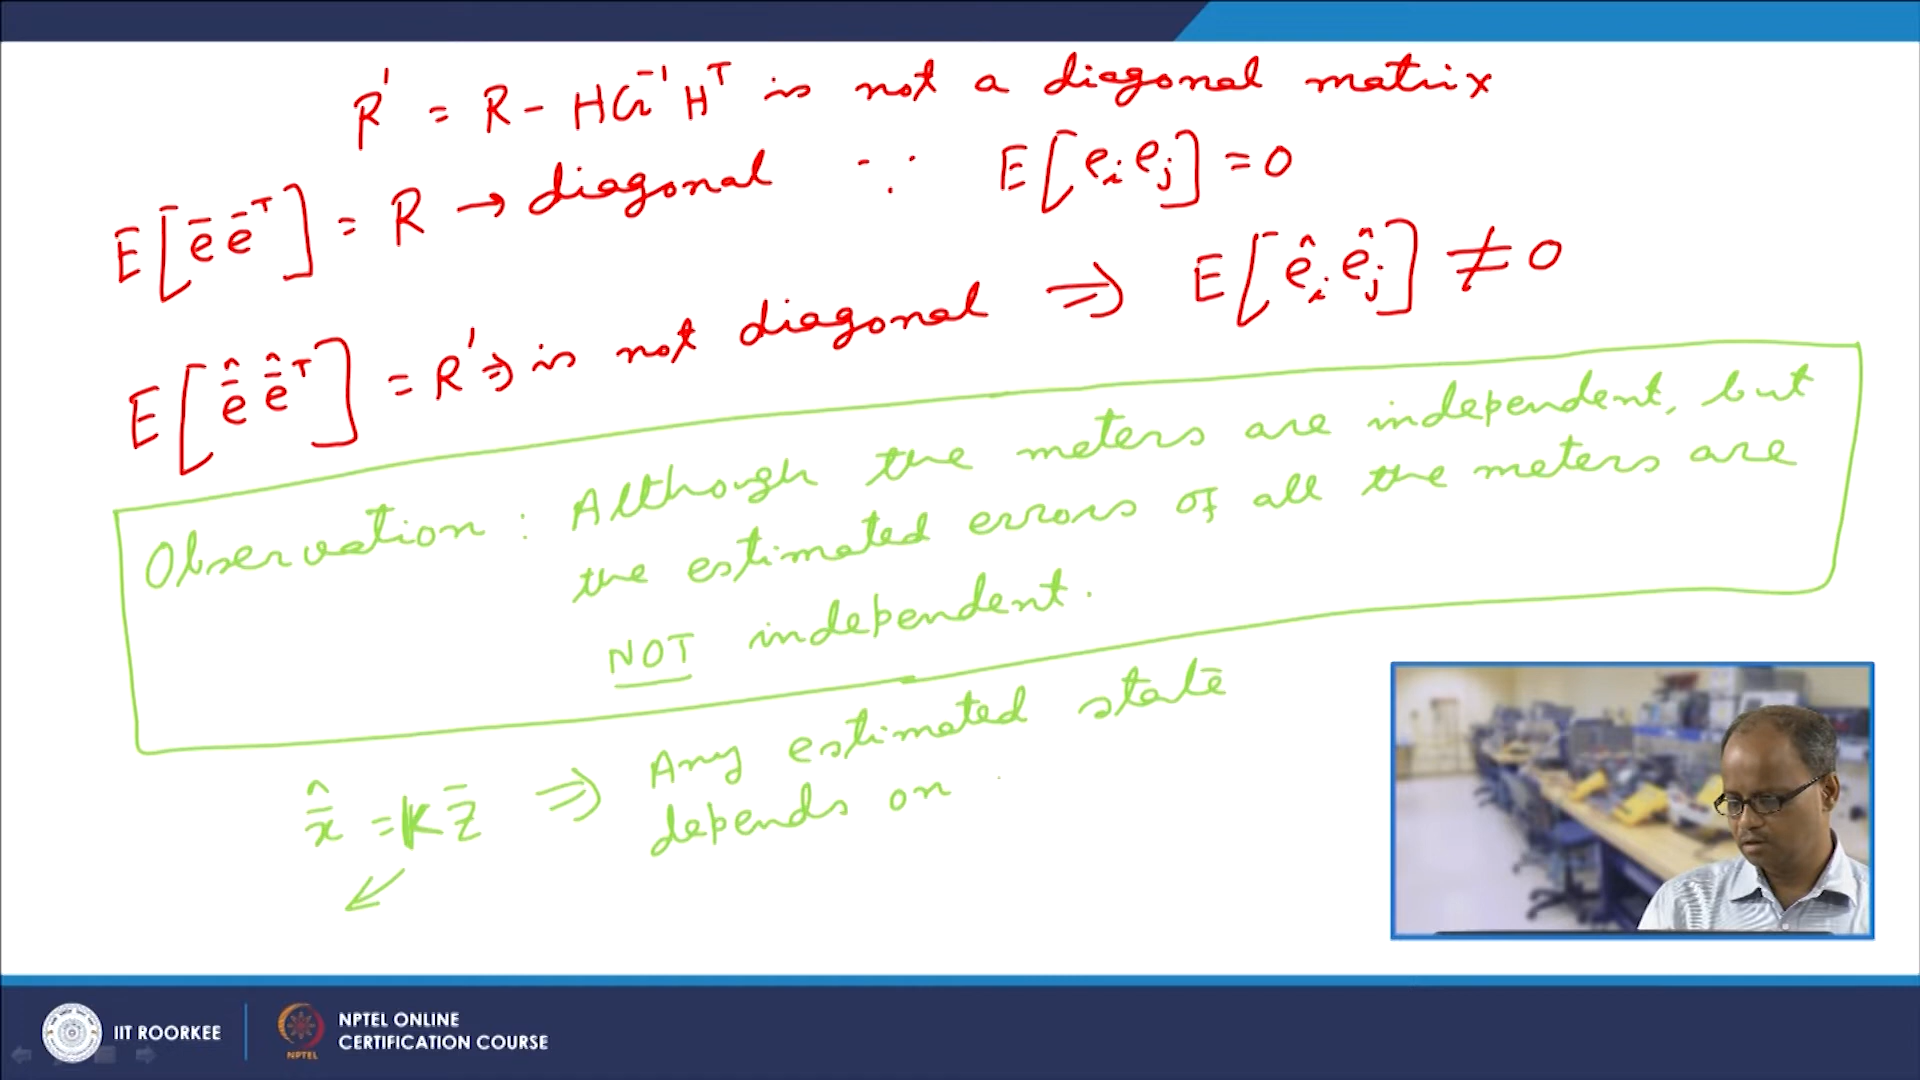 R' = R - HG⁻¹Hᵀ is not a diagonal matrix
E[ēēᵀ] = R → diagonal ∵ E[eᵢeⱼ] = 0
E[ē̂ē̂ᵀ] = R' ⇒ is not diagonal ⇒ E[êᵢêⱼ] ≠ 0
Observation: Although the meters are independent, but
the estimated errors of all the meters are
NOT independent.
x̄̂ = K z̄ ⇒ Any estimated state
depends on
IIT ROORKEE
NPTEL
NPTEL ONLINE
CERTIFICATION COURSE